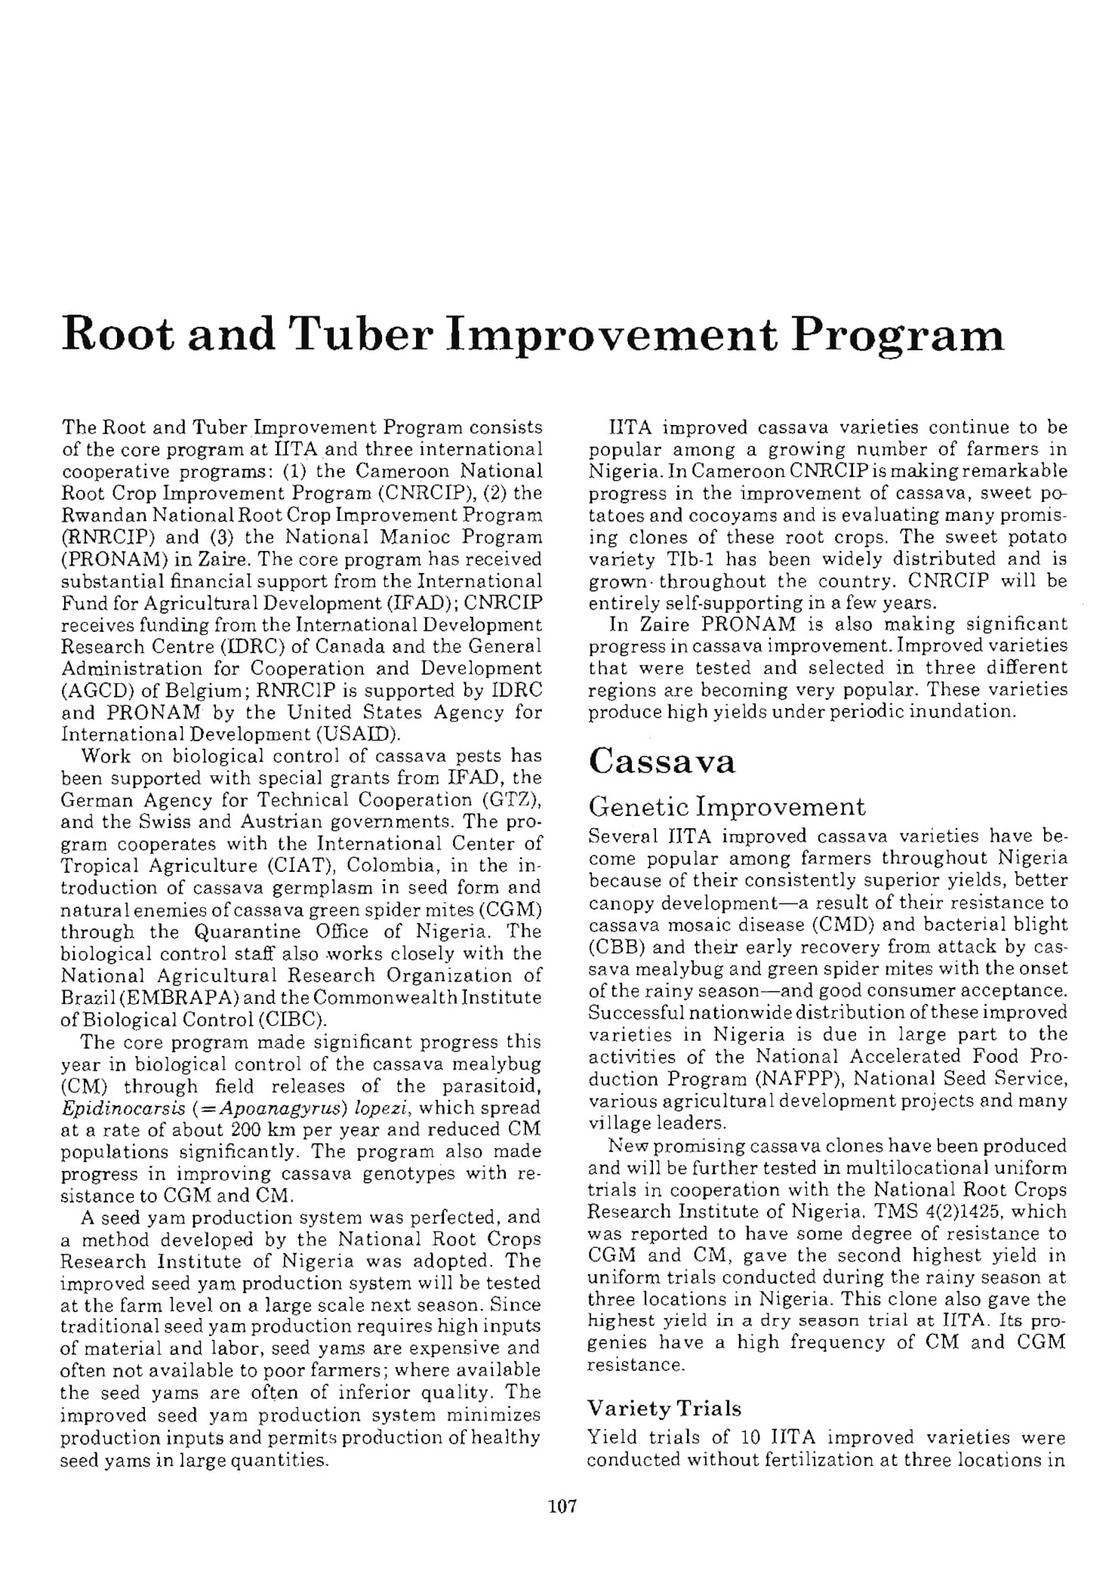 Root and Tuber Improvement Program
The Root and Tuber Improvement Program consists
of the core program at IITA and three international
cooperative programs: (1) the Cameroon National
Root Crop Improvement Program (CNRCIP), (2) the
Rwandan National Root Crop Improvement Program
(RNRCIP) and (3) the National Manioc Program
(PRONAM) in Zaire. The core program has received
substantial financial support from the International
Fund for Agricultural Development (IFAD); CNRCIP
receives funding from the International Development
Research Centre (IDRC) of Canada and the General
Administration for Cooperation and Development
(AGCD) of Belgium; RNRCIP is supported by IDRC
and PRONAM by the United States Agency for
International Development (USAID).
Work on biological control of cassava pests has
been supported with special grants from IFAD, the
German Agency for Technical Cooperation (GTZ),
and the Swiss and Austrian governments. The pro-
gram cooperates with the International Center of
Tropical Agriculture (CIAT), Colombia, in the in-
troduction of cassava germplasm in seed form and
natural enemies of cassava green spider mites (CGM)
through the Quarantine Office of Nigeria. The
biological control staff also works closely with the
National Agricultural Research Organization of
Brazil (EMBRAPA) and the Commonwealth Institute
of Biological Control (CIBC).
The core program made significant progress this
year in biological control of the cassava mealybug
(CM) through field releases of the parasitoid,
Epidinocarsis (=Apoanagyrus) lopezi, which spread
at a rate of about 200 km per year and reduced CM
populations significantly. The program also made
progress in improving cassava genotypes with re-
sistance to CGM and CM.
A seed yam production system was perfected, and
a method developed by the National Root Crops
Research Institute of Nigeria was adopted. The
improved seed yam production system will be tested
at the farm level on a large scale next season. Since
traditional seed yam production requires high inputs
of material and labor, seed yams are expensive and
often not available to poor farmers; where available
the seed yams are often of inferior quality. The
improved seed yam production system minimizes
production inputs and permits production of healthy
seed yams in large quantities.
IITA improved cassava varieties continue to be
popular among a growing number of farmers in
Nigeria. In Cameroon CNRCIP is making remarkable
progress in the improvement of cassava, sweet po-
tatoes and cocoyams and is evaluating many promis-
ing clones of these root crops. The sweet potato
variety TIb-1 has been widely distributed and is
grown throughout the country. CNRCIP will be
entirely self-supporting in a few years.
In Zaire PRONAM is also making significant
progress in cassava improvement. Improved varieties
that were tested and selected in three different
regions are becoming very popular. These varieties
produce high yields under periodic inundation.
Cassava
Genetic Improvement
Several IITA improved cassava varieties have be-
come popular among farmers throughout Nigeria
because of their consistently superior yields, better
canopy development—a result of their resistance to
cassava mosaic disease (CMD) and bacterial blight
(CBB) and their early recovery from attack by cas-
sava mealybug and green spider mites with the onset
of the rainy season—and good consumer acceptance.
Successful nationwide distribution of these improved
varieties in Nigeria is due in large part to the
activities of the National Accelerated Food Pro-
duction Program (NAFPP), National Seed Service,
various agricultural development projects and many
village leaders.
New promising cassava clones have been produced
and will be further tested in multilocational uniform
trials in cooperation with the National Root Crops
Research Institute of Nigeria. TMS 4(2)1425, which
was reported to have some degree of resistance to
CGM and CM, gave the second highest yield in
uniform trials conducted during the rainy season at
three locations in Nigeria. This clone also gave the
highest yield in a dry season trial at IITA. Its pro-
genies have a high frequency of CM and CGM
resistance.
Variety Trials
Yield trials of 10 IITA improved varieties were
conducted without fertilization at three locations in
107